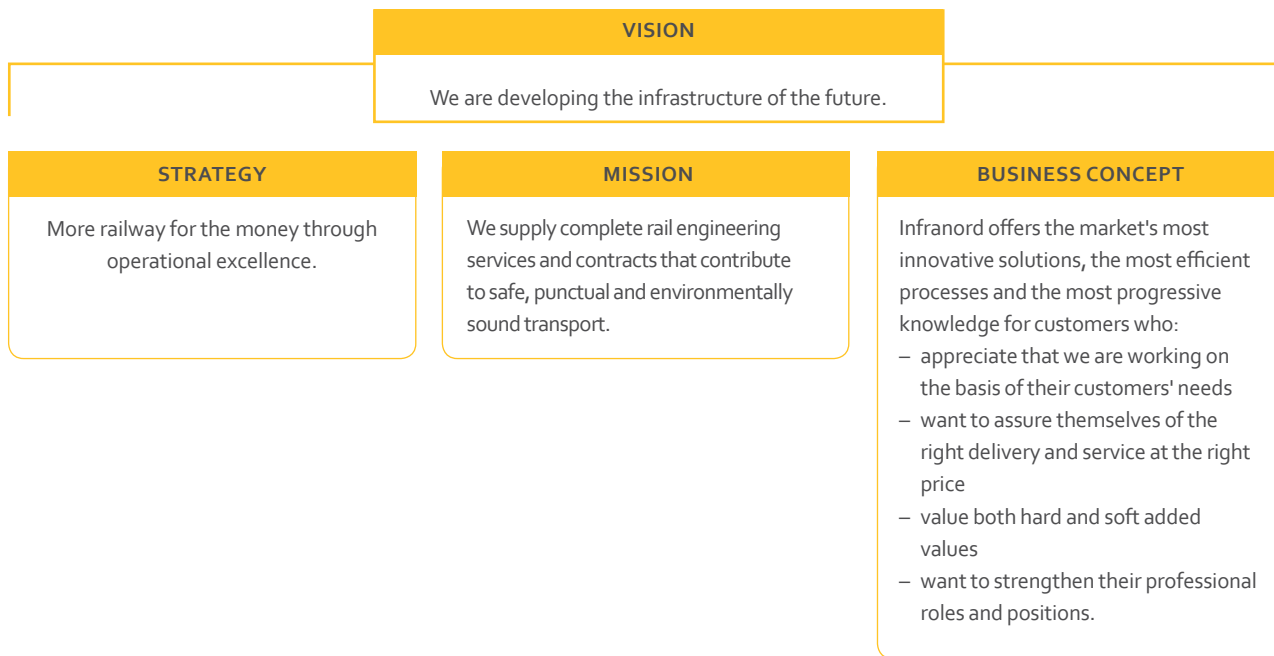 VISION
We are developing the infrastructure of the future.
STRATEGY
More railway for the money through
operational excellence.
MISSION
We supply complete rail engineering
services and contracts that contribute
to safe, punctual and environmentally
sound transport.
BUSINESS CONCEPT
Infranord offers the market's most
innovative solutions, the most efficient
processes and the most progressive
knowledge for customers who:
– appreciate that we are working on
the basis of their customers' needs
– want to assure themselves of the
right delivery and service at the right
price
– value both hard and soft added
values
– want to strengthen their professional
roles and positions.